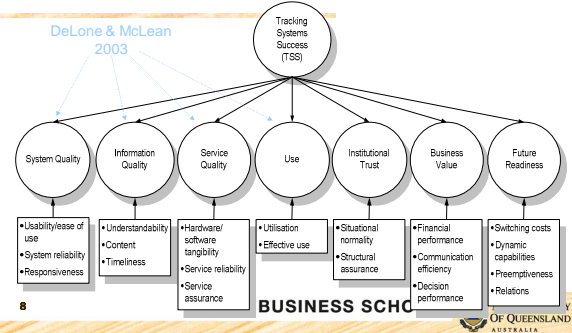 DeLone & McLean
2003
Tracking
Systems
Success
(TSS)
System Quality
Information
Quality
Service
Quality
Use
Institutional
Trust
Business
Value
Future
Readiness
•Usability/ease of
use
•System reliability
•Responsiveness
•Understandability
•Content
•Timeliness
•Hardware/
software
tangibility
•Service reliability
•Service
assurance
•Utilisation
•Effective use
•Situational
normality
•Structural
assurance
•Financial
performance
•Communication
efficiency
•Decision
performance
•Switching costs
•Dynamic
capabilities
•Preemptiveness
•Relations
8
BUSINESS SCHO
Y
OF QUEENSLAND
AUSTRALIA